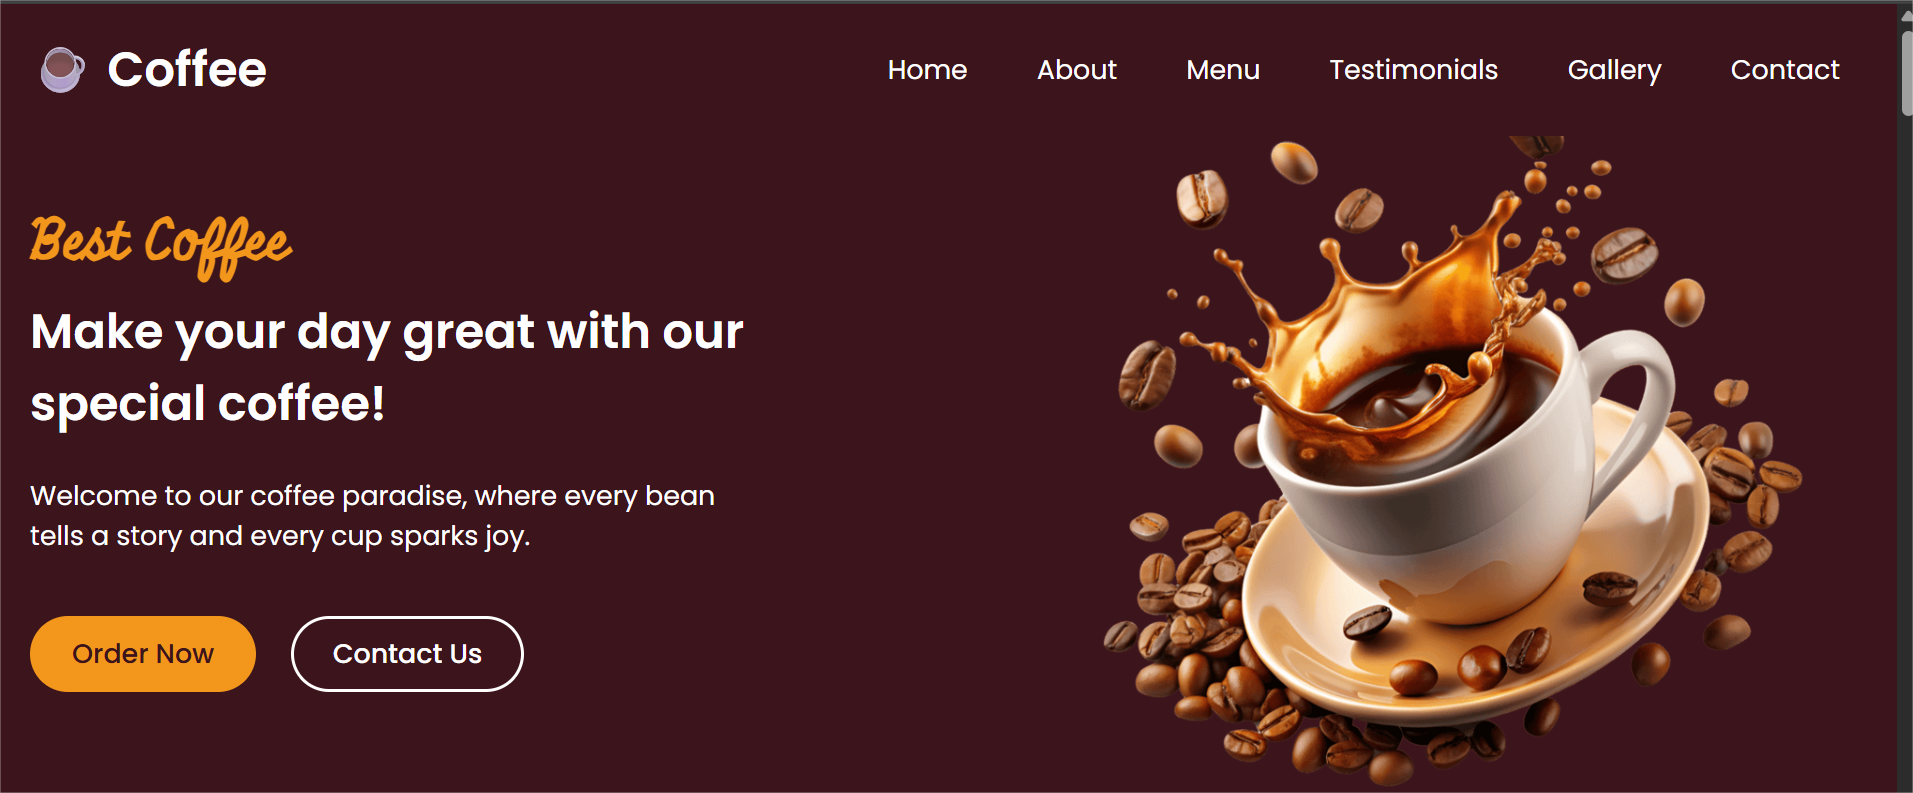 Coffee
Home About Menu Testimonials Gallery Contact
Best Coffee
Make your day great with our
special coffee!
Welcome to our coffee paradise, where every bean
tells a story and every cup sparks joy.
Order Now Contact Us